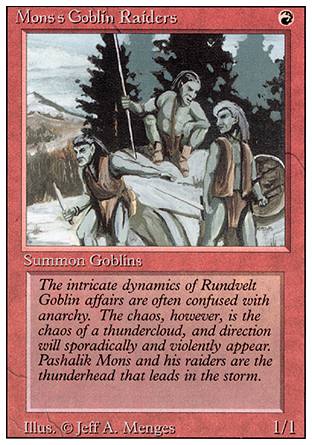 Mons's Goblin Raiders
Summon Goblins
The intricate dynamics of Rundvelt
Goblin affairs are often confused with
anarchy. The chaos, however, is the
chaos of a thundercloud, and direction
will sporadically and violently appear.
Pashalik Mons and his raiders are the
thunderhead that leads in the storm.
Illus. © Jeff A. Menges 1/1